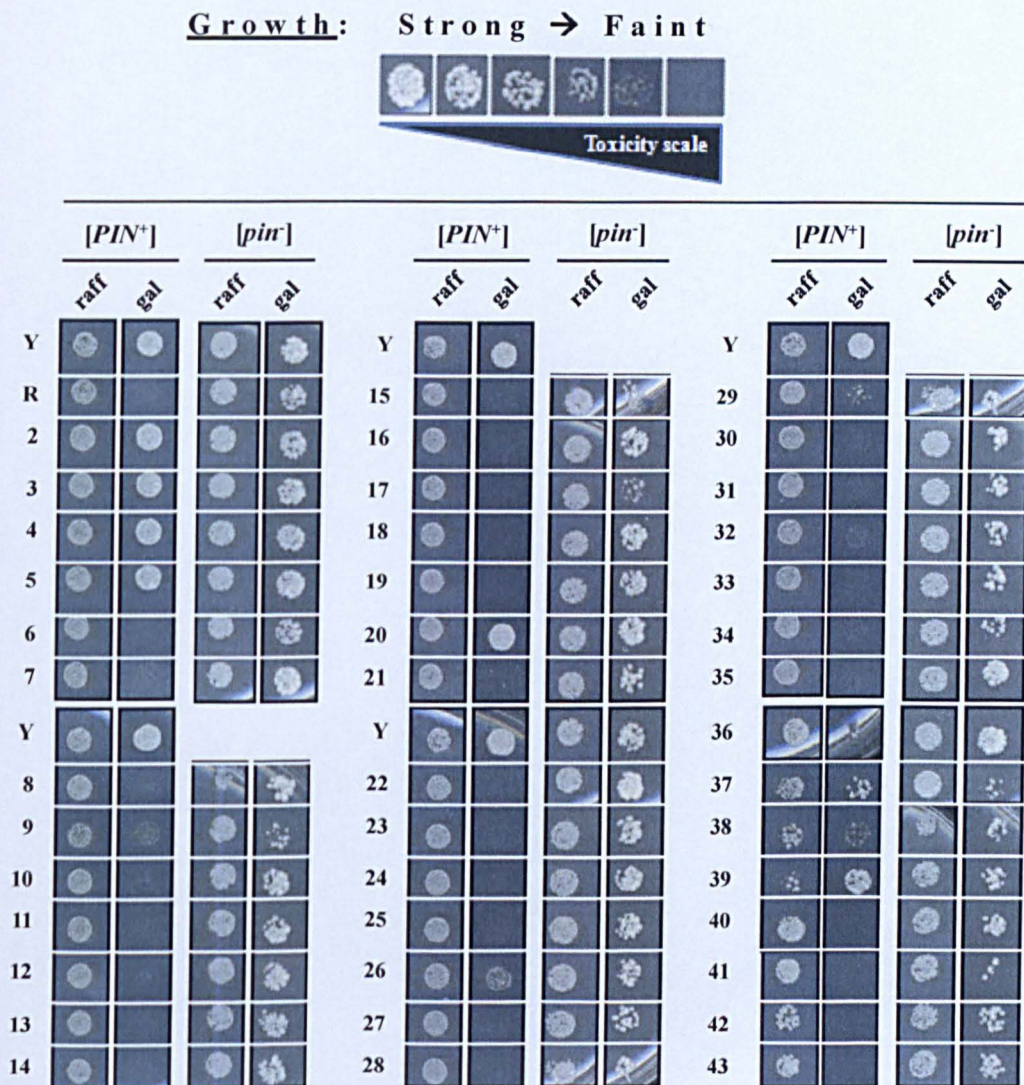 Growth: Strong → Faint
Toxicity scale
[PIN⁺] [pin⁻] [PIN⁺] [pin⁻] [PIN⁺] [pin⁻]
raff gal raff gal raff gal raff gal raff gal raff gal
Y Y Y
R 15 29
2 16 30
3 17 31
4 18 32
5 19 33
6 20 34
7 21 35
Y Y 36
8 22 37
9 23 38
10 24 39
11 25 40
12 26 41
13 27 42
14 28 43